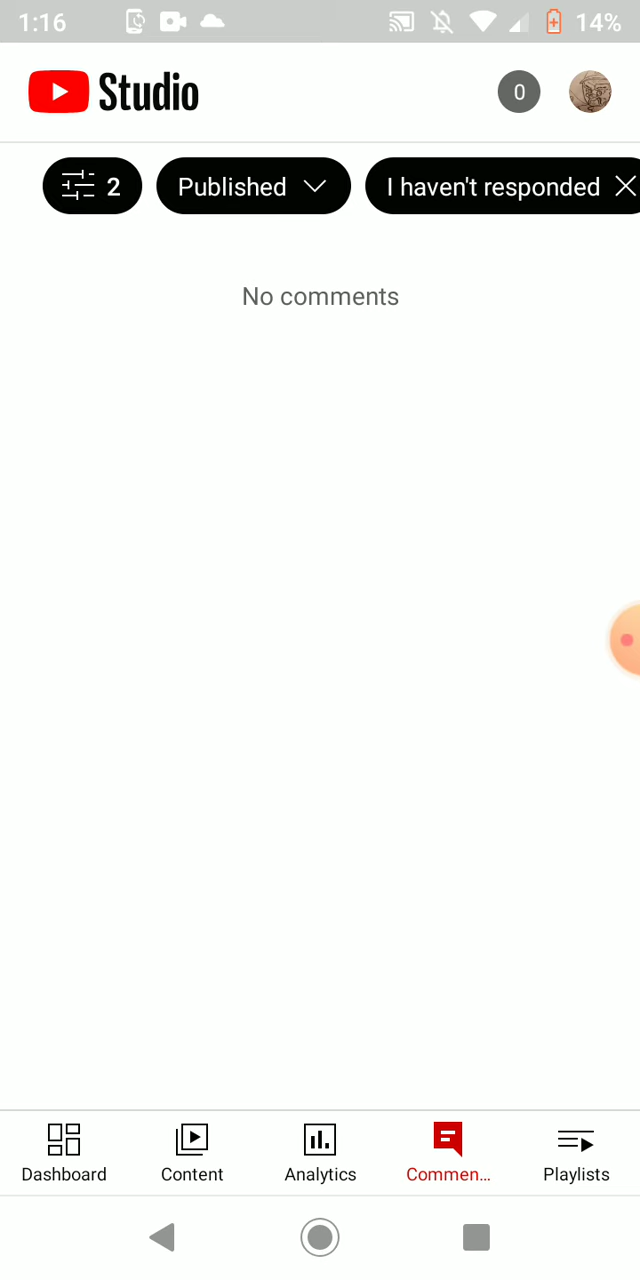 1:16 14%
Studio 0
2 Published I haven't responded
No comments
Dashboard Content Analytics Commen... Playlists